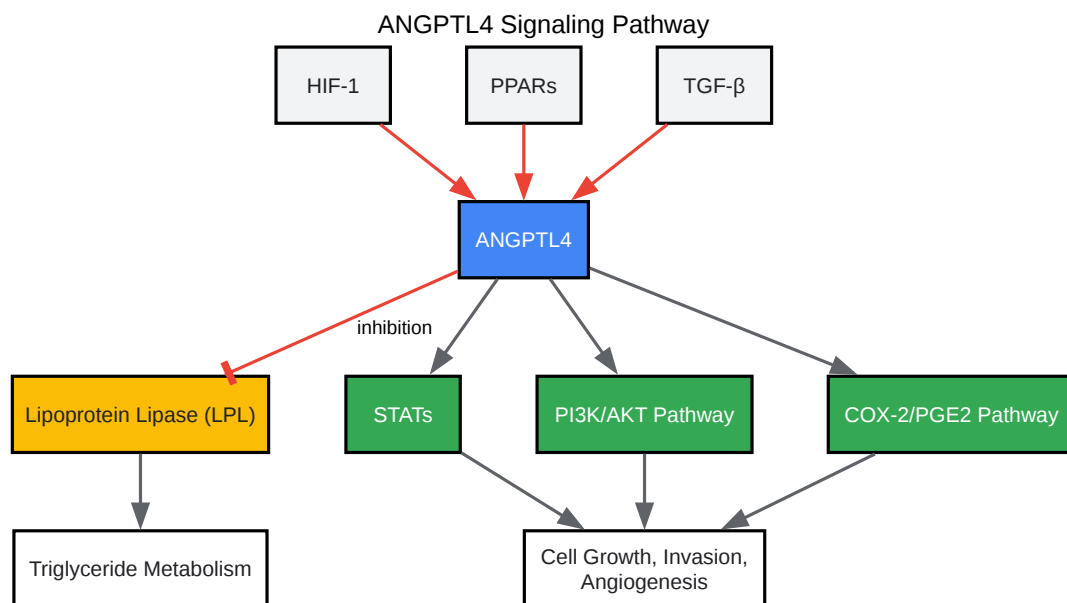 ANGPTL4 Signaling Pathway
HIF-1
PPARs
TGF-β
ANGPTL4
inhibition
Lipoprotein Lipase (LPL)
STATs
PI3K/AKT Pathway
COX-2/PGE2 Pathway
Triglyceride Metabolism
Cell Growth, Invasion,
Angiogenesis